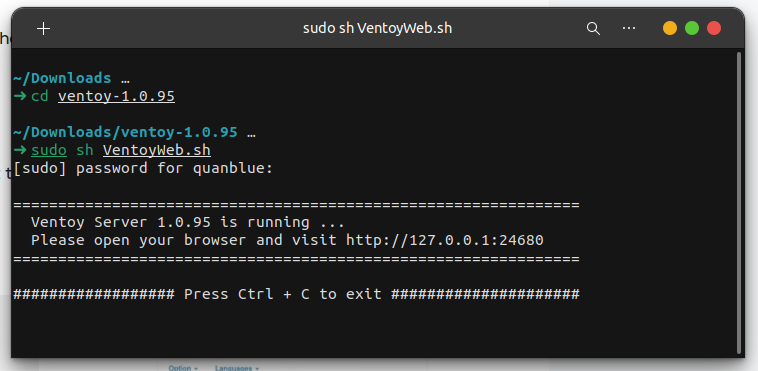 sudo sh VentoyWeb.sh
~/Downloads …
➜ cd ventoy-1.0.95
~/Downloads/ventoy-1.0.95 …
➜ sudo sh VentoyWeb.sh
[sudo] password for quanblue:
===============================================================
Ventoy Server 1.0.95 is running ...
Please open your browser and visit http://127.0.0.1:24680
===============================================================
################## Press Ctrl + C to exit #####################
Option Languages